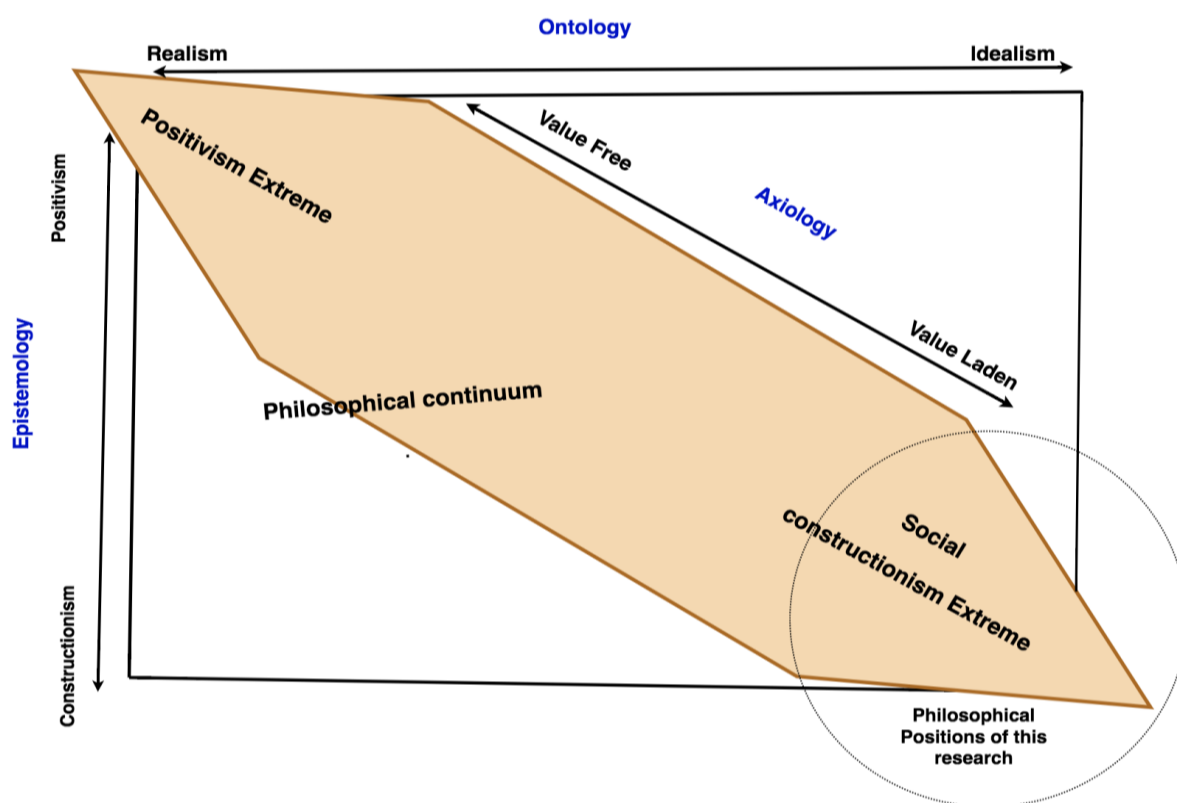 Ontology
Realism
Idealism
Value Free
Positivism Extreme
Axiology
Positivism
Epistemology
Value Laden
Philosophical continuum
Social
constructionism Extreme
Constructionism
Philosophical
Positions of this
research